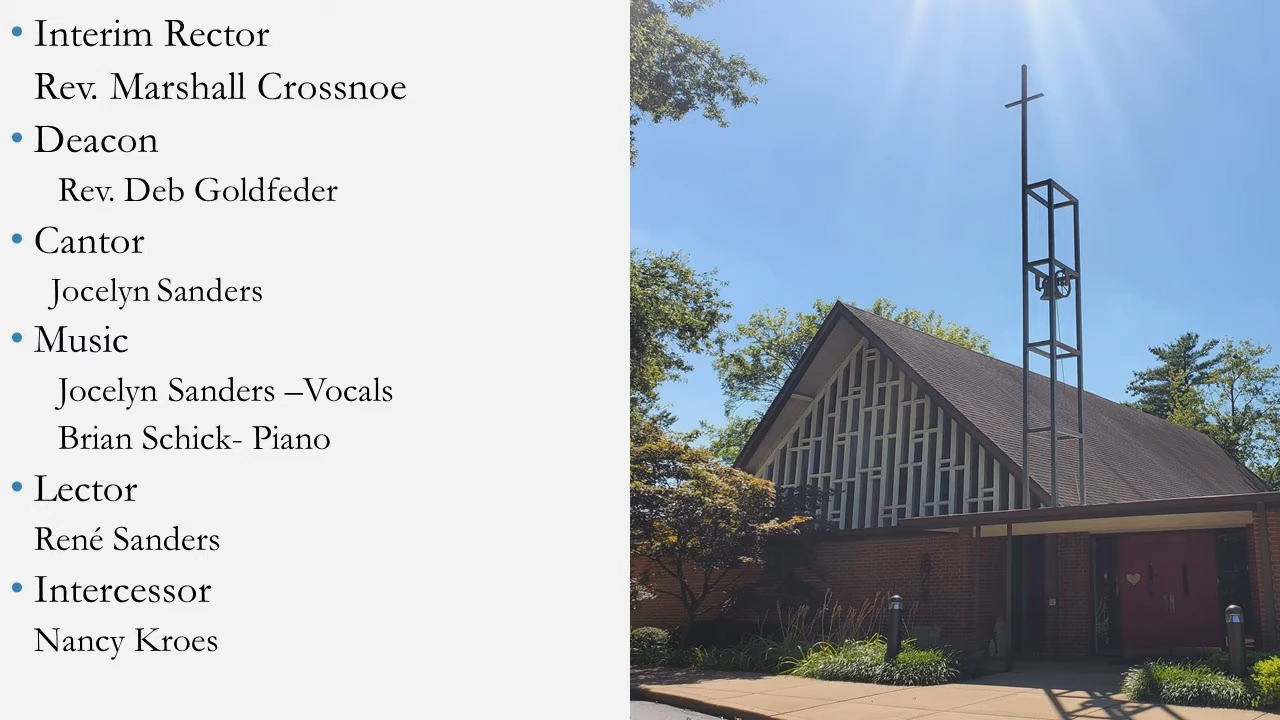 • Interim Rector
Rev. Marshall Crossnoe
• Deacon
Rev. Deb Goldfeder
• Cantor
Jocelyn Sanders
• Music
Jocelyn Sanders –Vocals
Brian Schick- Piano
• Lector
René Sanders
• Intercessor
Nancy Kroes